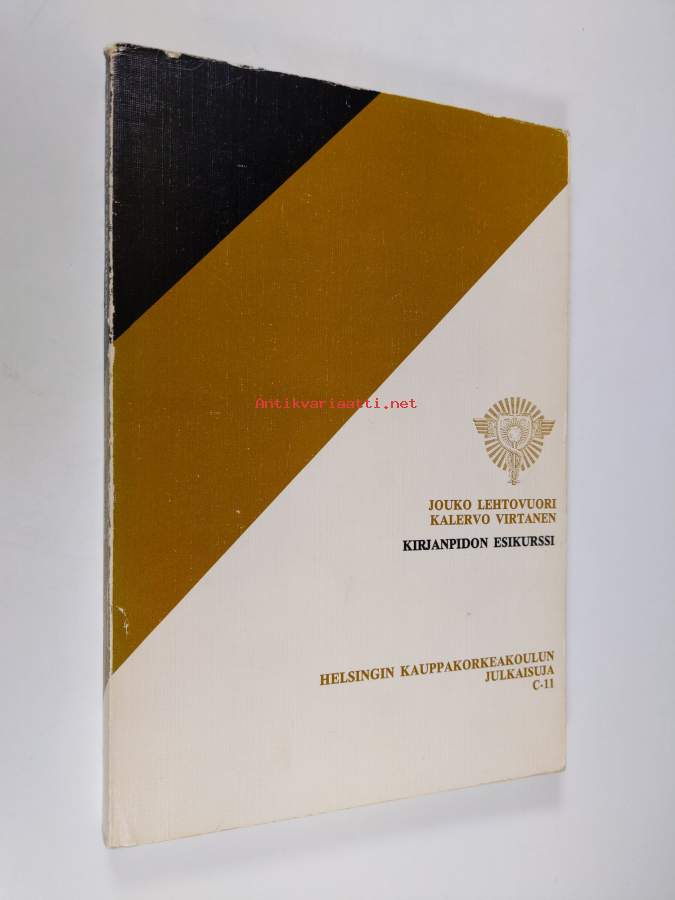 Antikvariaatti.net
JOUKO LEHTOVUORI
KALERVO VIRTANEN
KIRJANPIDON ESIKURSSI
HELSINGIN KAUPPAKORKEAKOULUN
JULKAISUJA
C-11